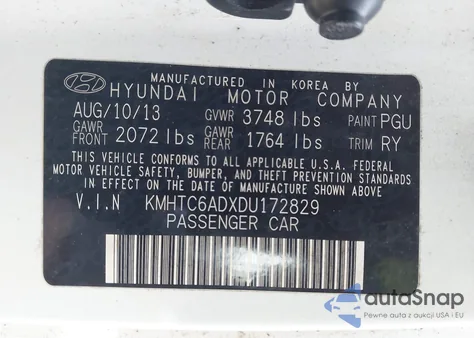 MANUFACTURED IN KOREA BY
HYUNDAI MOTOR COMPANY
AUG/10/13 GVWR 3748 lbs PAINT PGU
GAWR FRONT 2072 lbs GAWR REAR 1764 lbs TRIM RY
THIS VEHICLE CONFORMS TO ALL APPLICABLE U.S.A. FEDERAL
MOTOR VEHICLE SAFETY, BUMPER, AND THEFT PREVENTION STANDARDS
IN EFFECT ON THE DATE OF MANUFACTURE SHOWN ABOVE.
V.I.N KMHTC6ADXDU172829
PASSENGER CAR
autoSnap
Pewne auta z aukcji USA i EU